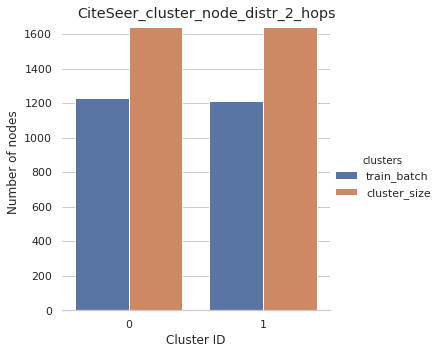 CiteSeer_cluster_node_distr_2_hops
1600
1400
1200
1000
800
600
400
200
0
Number of nodes
0 1
Cluster ID
clusters
train_batch
cluster_size